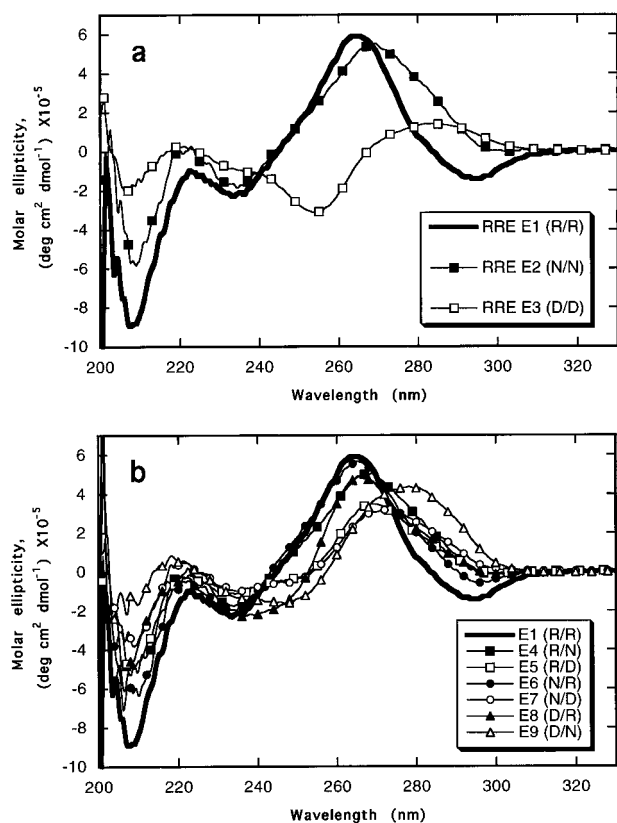 a
Molar ellipticity,
(deg cm² dmol⁻¹) X10⁻⁵
6
4
2
0
-2
-4
-6
-8
-10
RRE E1 (R/R)
RRE E2 (N/N)
RRE E3 (D/D)
200 220 240 260 280 300 320
Wavelength (nm)
b
Molar ellipticity,
(deg cm² dmol⁻¹) X10⁻⁵
6
4
2
0
-2
-4
-6
-8
-10
E1 (R/R)
E4 (R/N)
E5 (R/D)
E6 (N/R)
E7 (N/D)
E8 (D/R)
E9 (D/N)
200 220 240 260 280 300 320
Wavelength (nm)